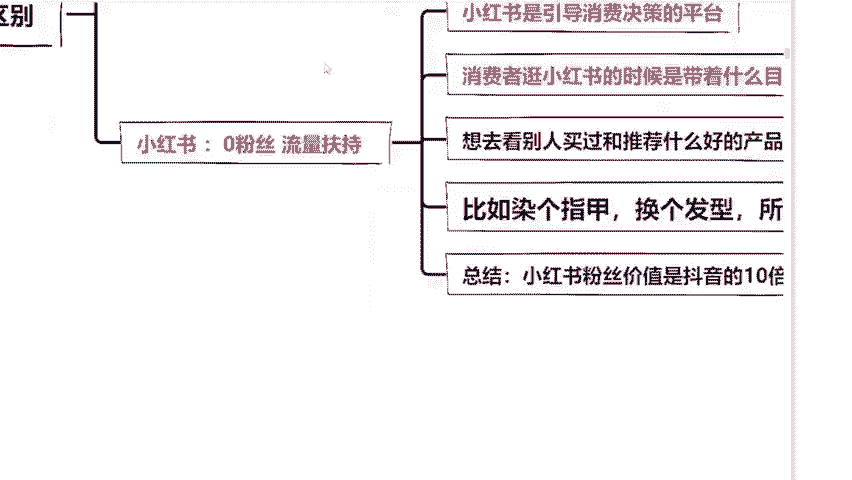 区别
小红书是引导消费决策的平台
消费者逛小红书的时候是带着什么目
小红书：0粉丝 流量扶持
想去看别人买过和推荐什么好的产品
比如染个指甲，换个发型，所
总结：小红书粉丝价值是抖音的10倍